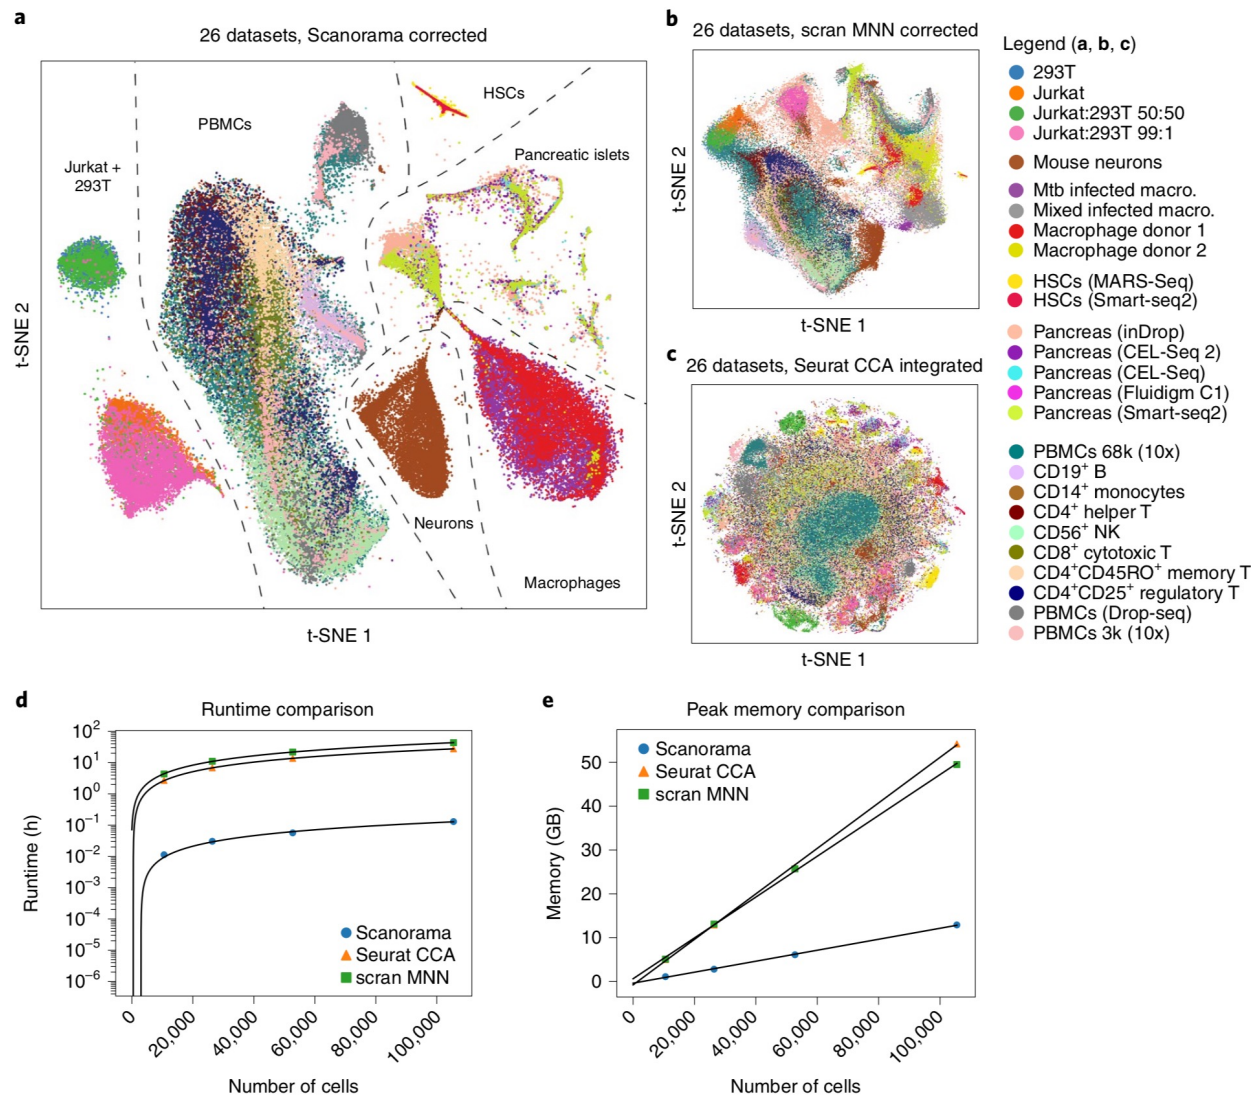 a
26 datasets, Scanorama corrected
HSCs
PBMCs
Pancreatic islets
Jurkat +
293T
Neurons
Macrophages
t-SNE 2
t-SNE 1
b
26 datasets, scran MNN corrected
t-SNE 2
t-SNE 1
c
26 datasets, Seurat CCA integrated
t-SNE 2
t-SNE 1
Legend (a, b, c)
293T
Jurkat
Jurkat:293T 50:50
Jurkat:293T 99:1
Mouse neurons
Mtb infected macro.
Mixed infected macro.
Macrophage donor 1
Macrophage donor 2
HSCs (MARS-Seq)
HSCs (Smart-seq2)
Pancreas (inDrop)
Pancreas (CEL-Seq 2)
Pancreas (CEL-Seq)
Pancreas (Fluidigm C1)
Pancreas (Smart-seq2)
PBMCs 68k (10x)
CD19⁺ B
CD14⁺ monocytes
CD4⁺ helper T
CD56⁺ NK
CD8⁺ cytotoxic T
CD4⁺CD45RO⁺ memory T
CD4⁺CD25⁺ regulatory T
PBMCs (Drop-seq)
PBMCs 3k (10x)
d
Runtime comparison
Runtime (h)
10²
10¹
10⁰
10⁻¹
10⁻²
10⁻³
10⁻⁴
10⁻⁵
10⁻⁶
Scanorama
Seurat CCA
scran MNN
0
20,000
40,000
60,000
80,000
100,000
Number of cells
e
Peak memory comparison
Memory (GB)
50
40
30
20
10
0
Scanorama
Seurat CCA
scran MNN
0
20,000
40,000
60,000
80,000
100,000
Number of cells